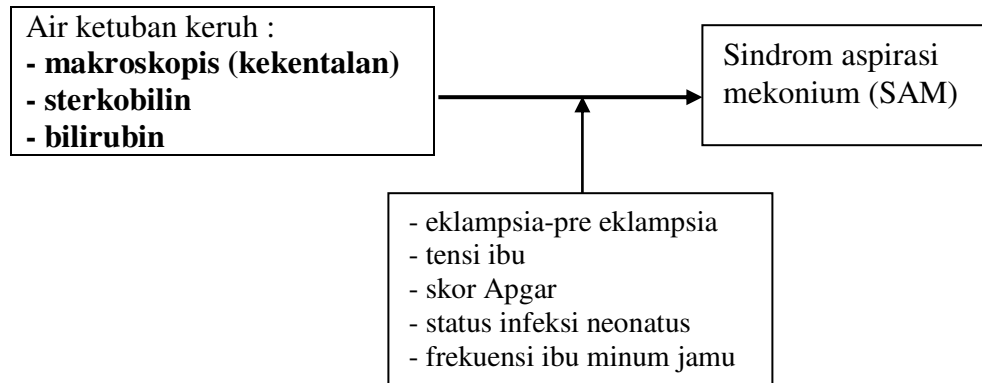 Air ketuban keruh :
- makroskopis (kekentalan)
- sterkobilin
- bilirubin
Sindrom aspirasi
mekonium (SAM)
- eklampsia-pre eklampsia
- tensi ibu
- skor Apgar
- status infeksi neonatus
- frekuensi ibu minum jamu